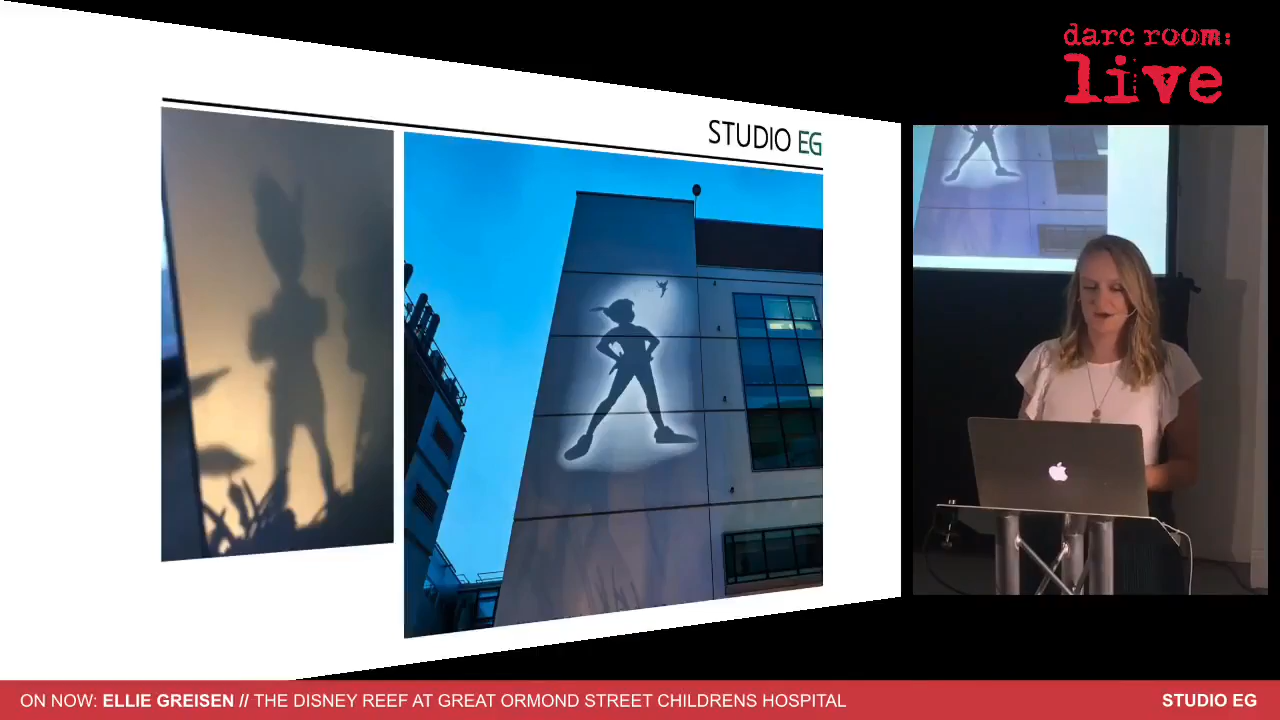 darc room:
live
STUDIO EG
ON NOW: ELLIE GREISEN // THE DISNEY REEF AT GREAT ORMOND STREET CHILDRENS HOSPITAL
STUDIO EG